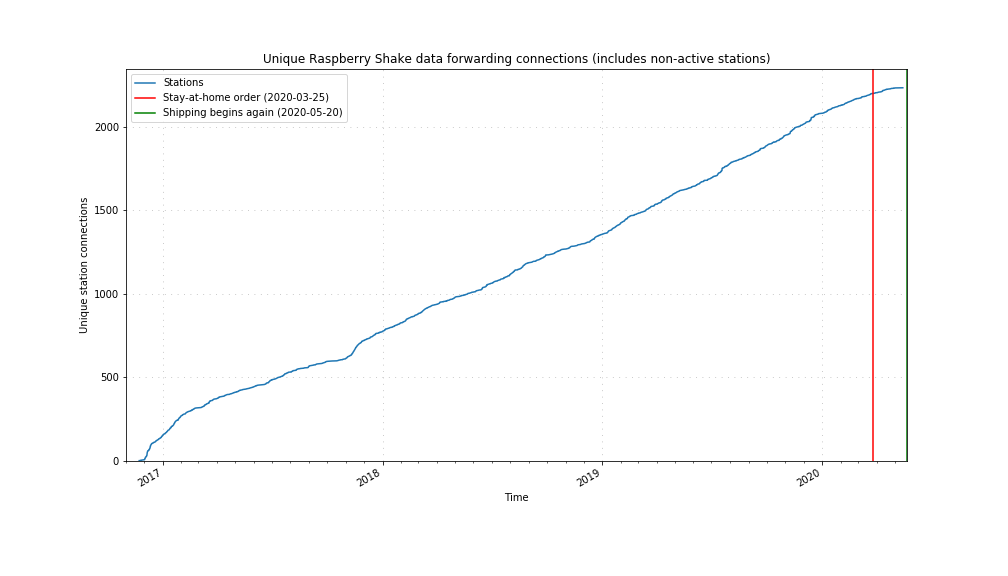 Unique Raspberry Shake data forwarding connections (includes non-active stations)
Stations
Stay-at-home order (2020-03-25)
Shipping begins again (2020-05-20)
Unique station connections
2000
1500
1000
500
0
2017
2018
2019
2020
Time